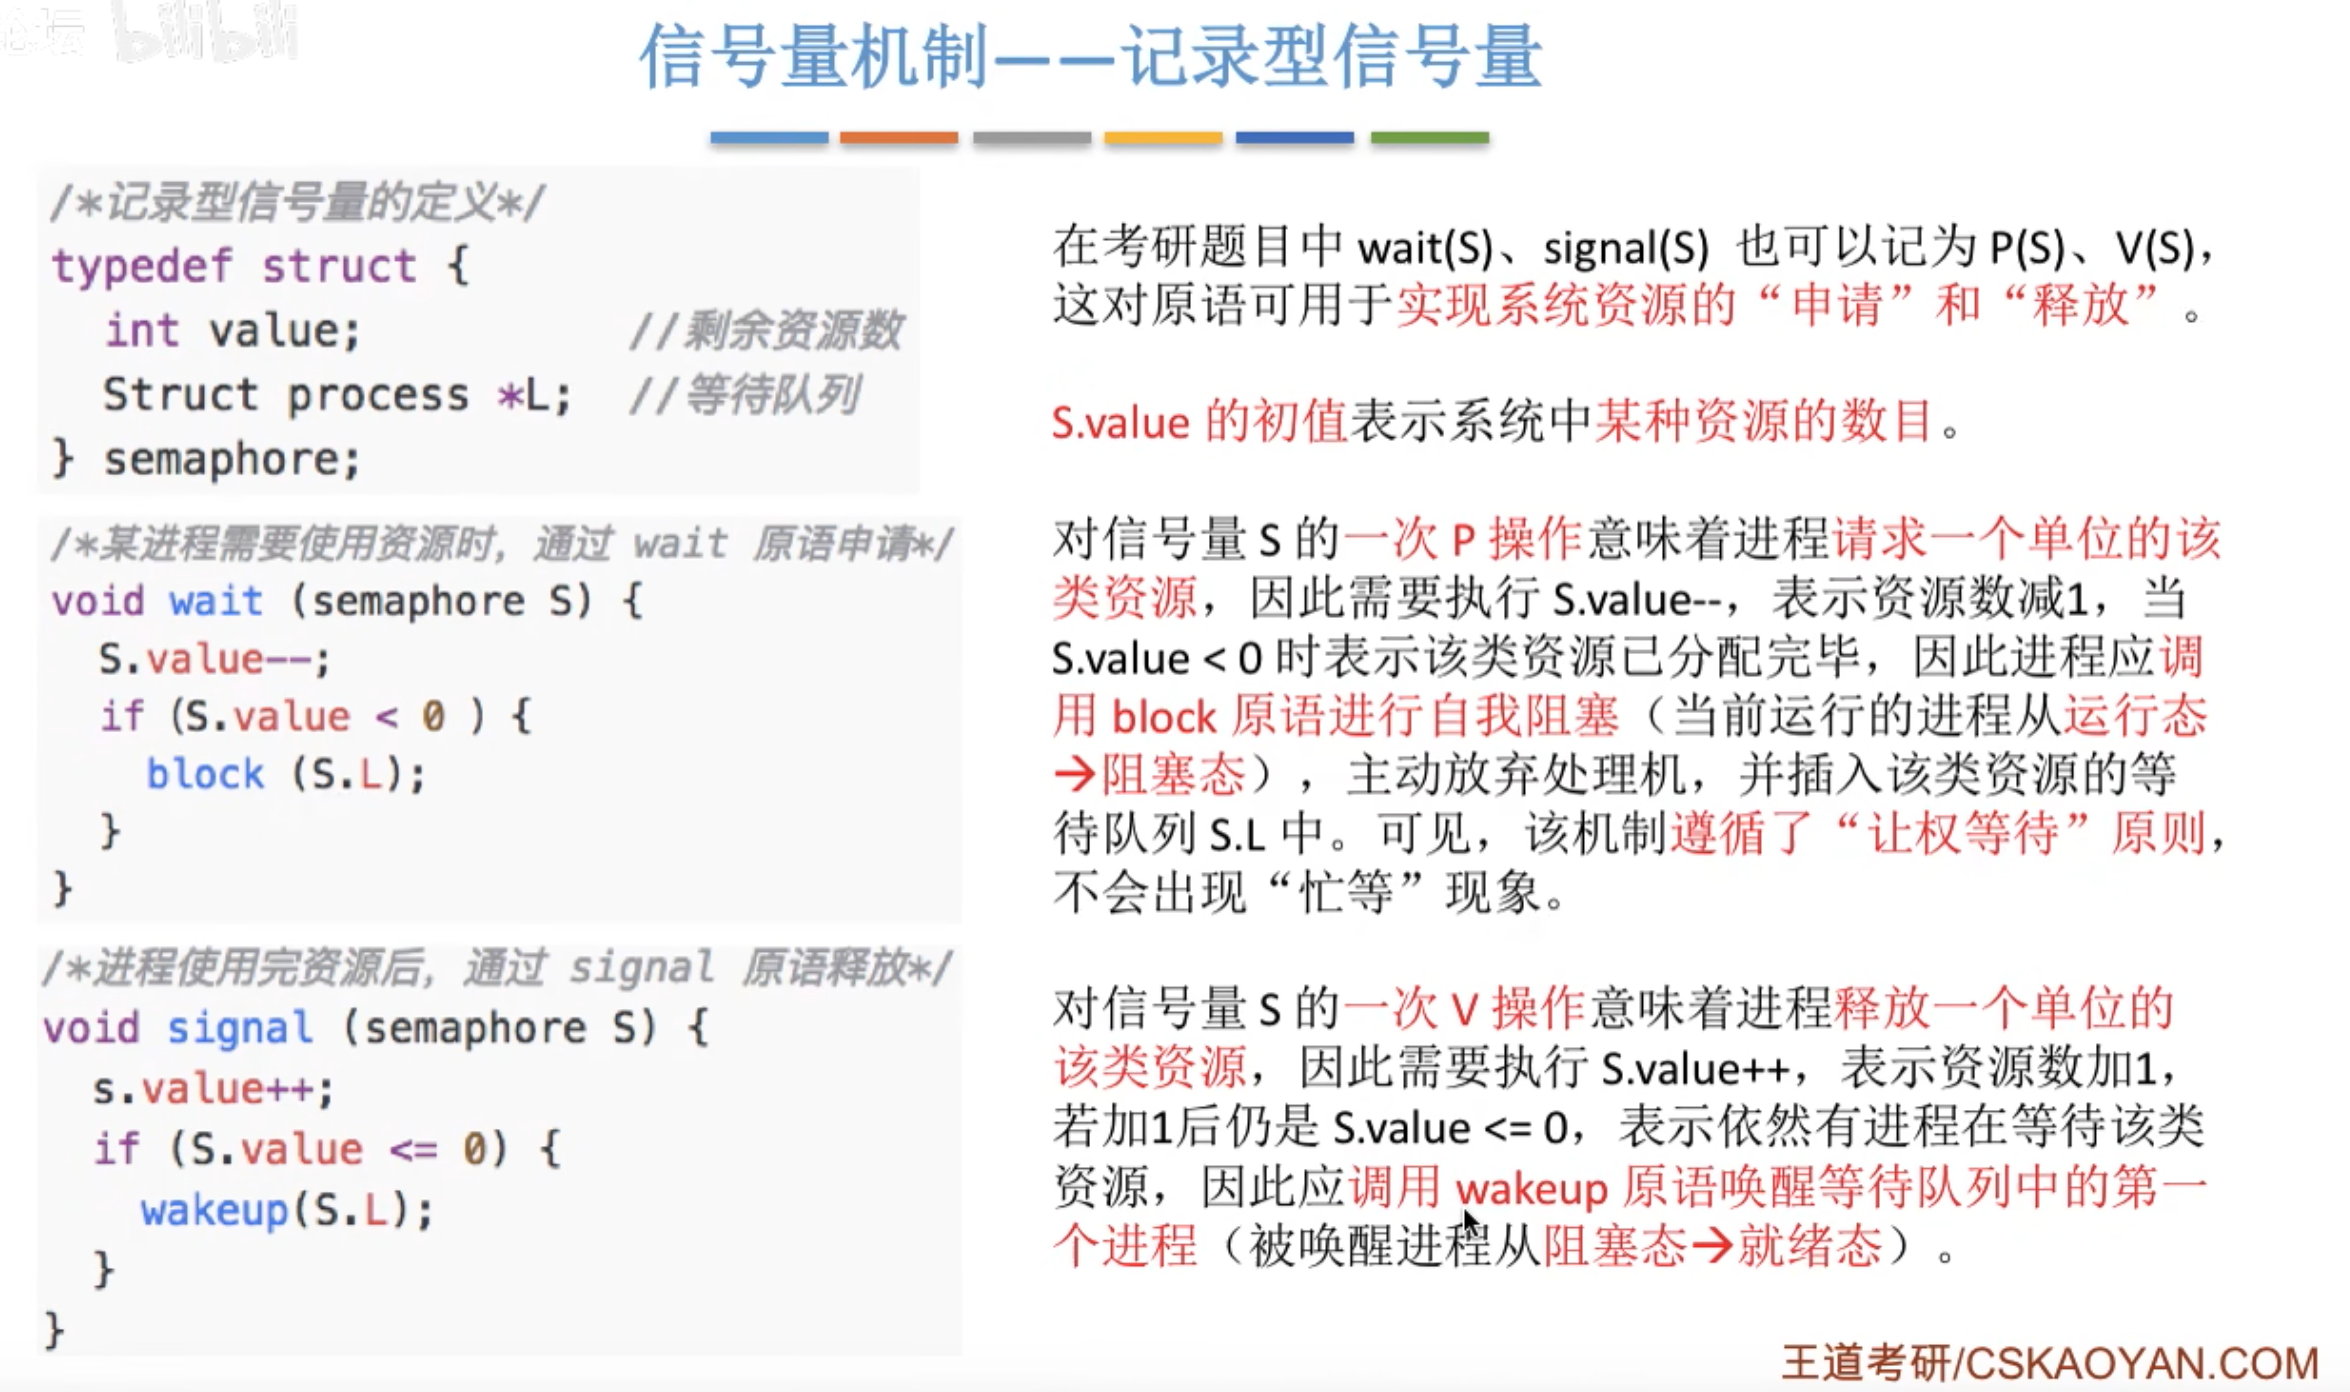 bilibili
信号量机制——记录型信号量
/*记录型信号量的定义*/
typedef struct {
int value; //剩余资源数
Struct process *L; //等待队列
} semaphore;
/*某进程需要使用资源时，通过 wait 原语申请*/
void wait (semaphore S) {
S.value--;
if (S.value < 0 ) {
block (S.L);
}
}
/*进程使用完资源后，通过 signal 原语释放*/
void signal (semaphore S) {
s.value++;
if (S.value <= 0) {
wakeup(S.L);
}
}
在考研题目中 wait(S)、signal(S) 也可以记为 P(S)、V(S)，
这对原语可用于实现系统资源的“申请”和“释放”。
S.value 的初值表示系统中某种资源的数目。
对信号量 S 的一次 P 操作意味着进程请求一个单位的该
类资源，因此需要执行 S.value--，表示资源数减1，当
S.value < 0 时表示该类资源已分配完毕，因此进程应调
用 block 原语进行自我阻塞（当前运行的进程从运行态
→阻塞态），主动放弃处理机，并插入该类资源的等
待队列 S.L 中。可见，该机制遵循了“让权等待”原则，
不会出现“忙等”现象。
对信号量 S 的一次 V 操作意味着进程释放一个单位的
该类资源，因此需要执行 S.value++，表示资源数加1，
若加1后仍是 S.value <= 0，表示依然有进程在等待该类
资源，因此应调用 wakeup 原语唤醒等待队列中的第一
个进程（被唤醒进程从阻塞态→就绪态）。
王道考研/CSKAOYAN.COM